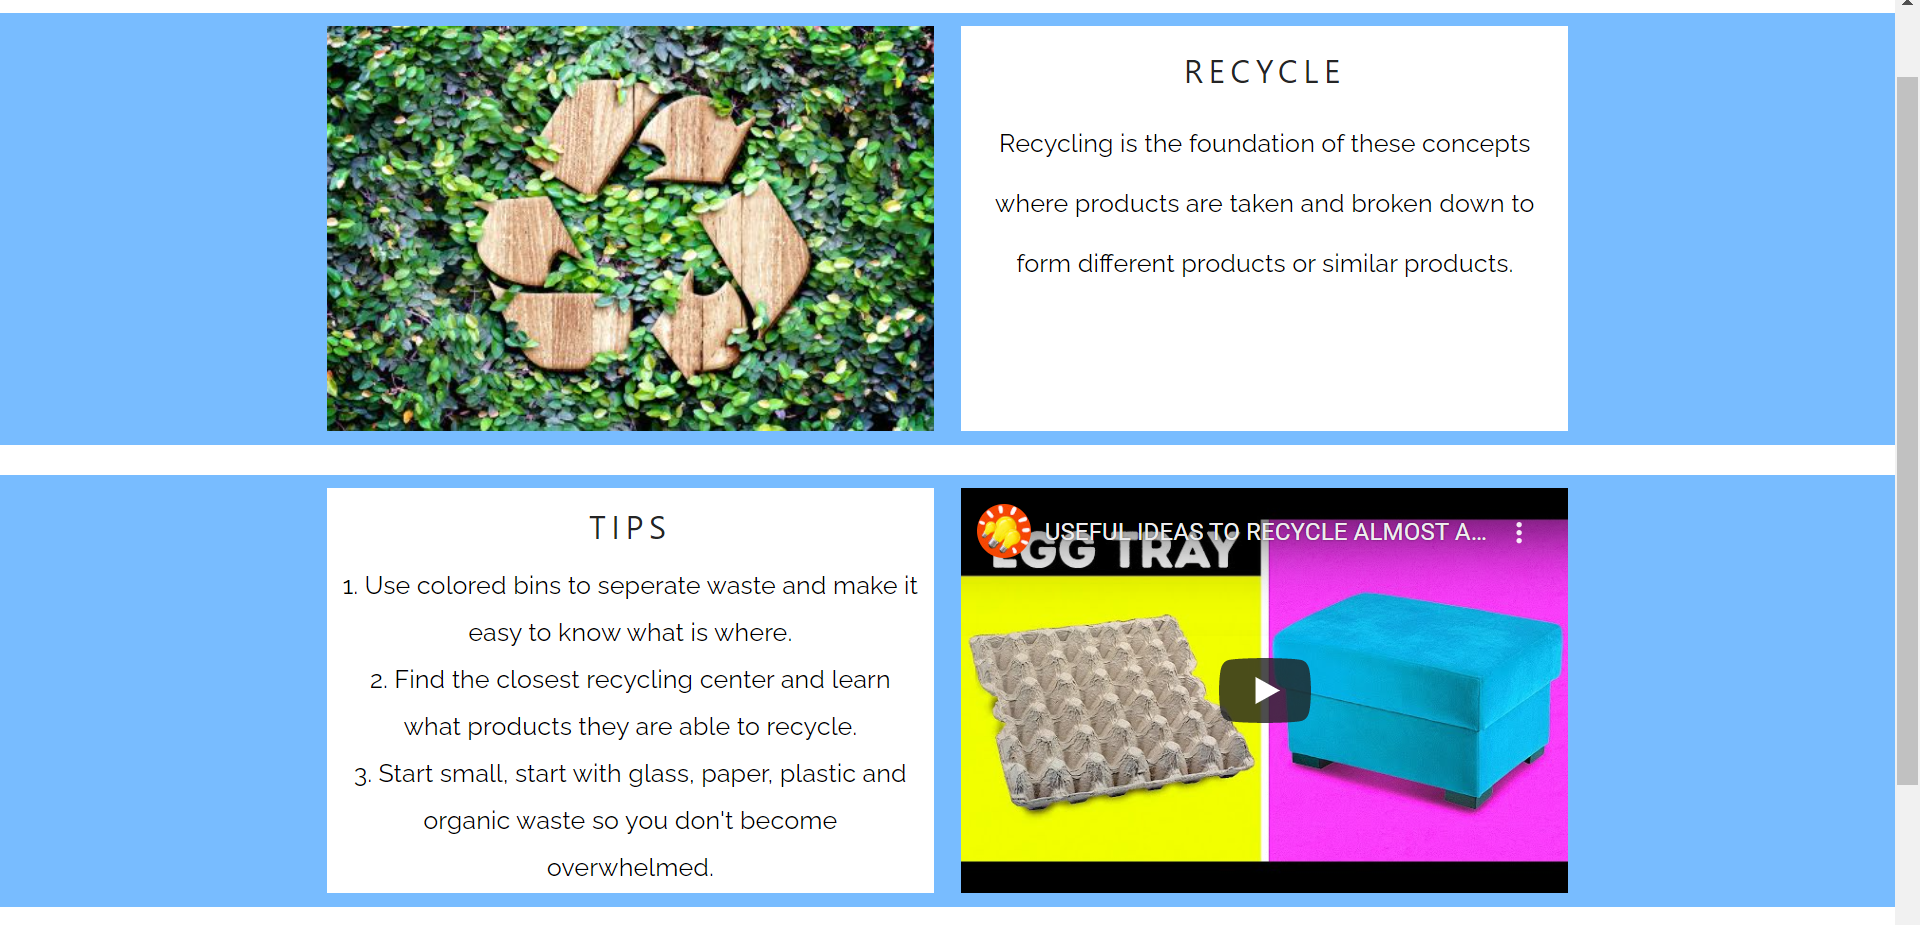 RECYCLE
Recycling is the foundation of these concepts
where products are taken and broken down to
form different products or similar products.
TIPS
1. Use colored bins to seperate waste and make it
easy to know what is where.
2. Find the closest recycling center and learn
what products they are able to recycle.
3. Start small, start with glass, paper, plastic and
organic waste so you don't become
overwhelmed.
USEFUL IDEAS TO RECYCLE ALMOST A...
EGG TRAY